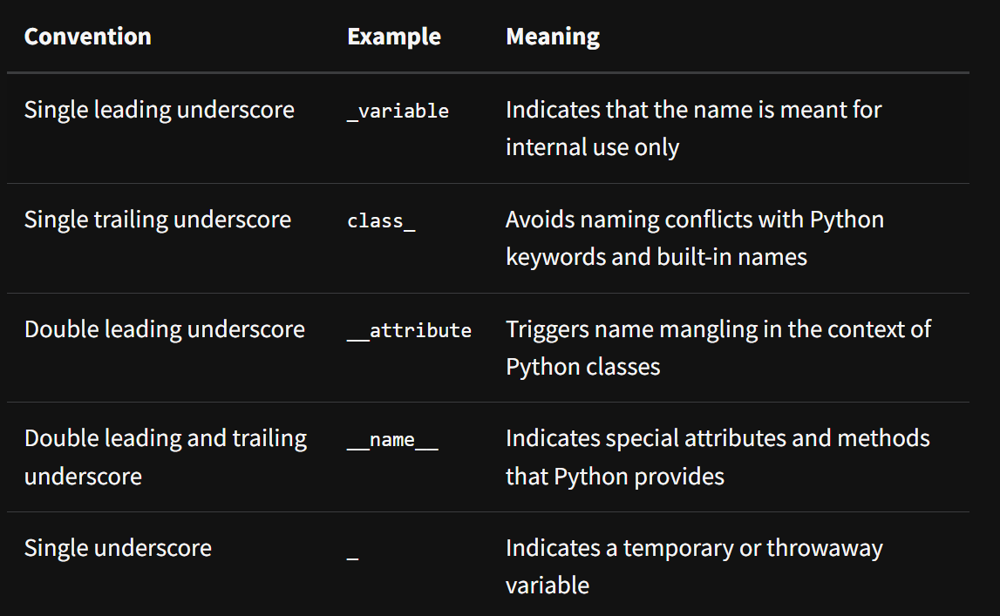 Convention Example Meaning
Single leading underscore _variable Indicates that the name is meant for
internal use only
Single trailing underscore class_ Avoids naming conflicts with Python
keywords and built-in names
Double leading underscore __attribute Triggers name mangling in the context of
Python classes
Double leading and trailing __name__ Indicates special attributes and methods
underscore that Python provides
Single underscore _ Indicates a temporary or throwaway
variable